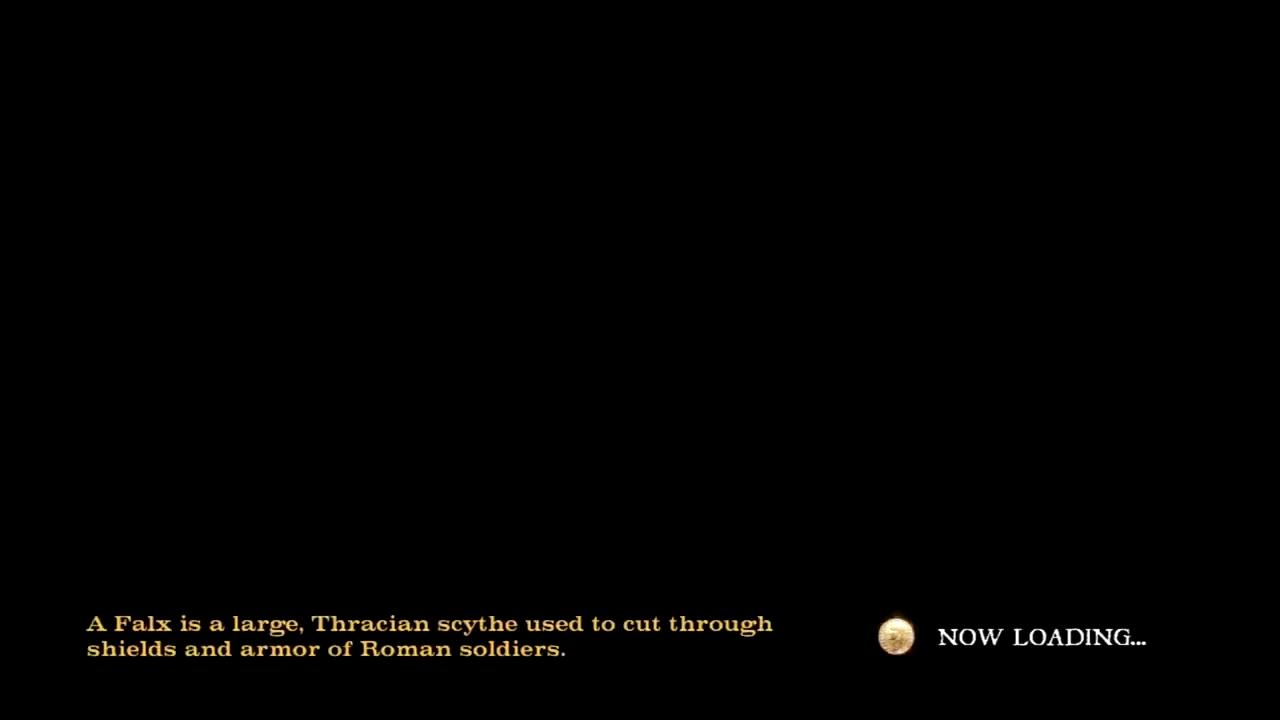 A Falx is a large, Thracian scythe used to cut through
shields and armor of Roman soldiers.
NOW LOADING...